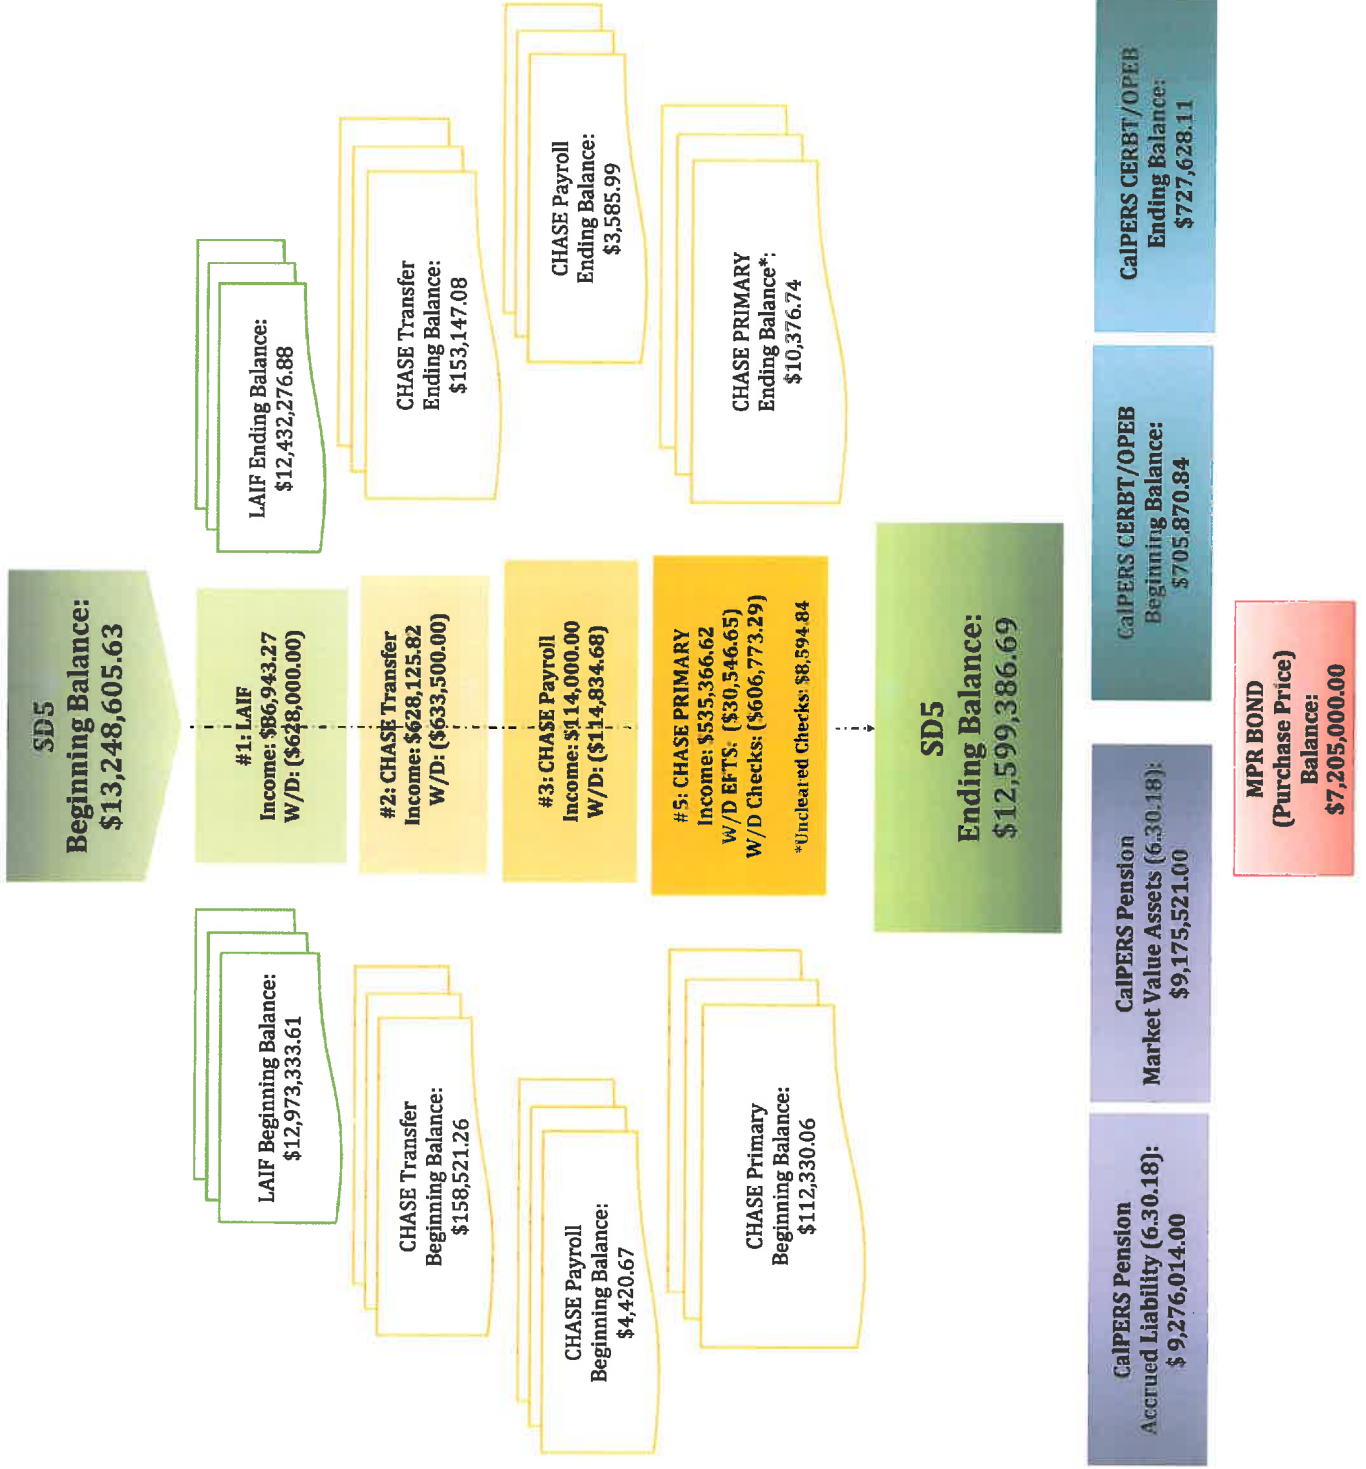 SD5
Beginning Balance:
$13,248,605.63
LAIF Beginning Balance:
$12,973,333.61
#1: LAIF
Income: $86,943.27
W/D: ($628,000.00)
LAIF Ending Balance:
$12,432,276.88
CHASE Transfer
Beginning Balance:
$158,521.26
#2: CHASE Transfer
Income: $628,125.82
W/D: ($633,500.00)
CHASE Transfer
Ending Balance:
$153,147.08
CHASE Payroll
Beginning Balance:
$4,420.67
#3: CHASE Payroll
Income: $114,000.00
W/D: ($114,834.68)
CHASE Payroll
Ending Balance:
$3,585.99
CHASE Primary
Beginning Balance:
$112,330.06
#5: CHASE PRIMARY
Income: $535,366.62
W/D EFTS: ($30,546.65)
W/D Checks: ($606,773.29)
*Uncleared Checks: $8,594.84
CHASE PRIMARY
Ending Balance*:
$10,376.74
SD5
Ending Balance:
$12,599,386.69
CalPERS Pension
Accrued Liability (6.30.18):
$ 9,276,014.00
CalPERS Pension
Market Value Assets (6.30.18):
$9,175,521.00
CalPERS CERBT/OPEB
Beginning Balance:
$705,870.84
CalPERS CERBT/OPEB
Ending Balance:
$727,628.11
MPR BOND
(Purchase Price)
Balance:
$7,205,000.00